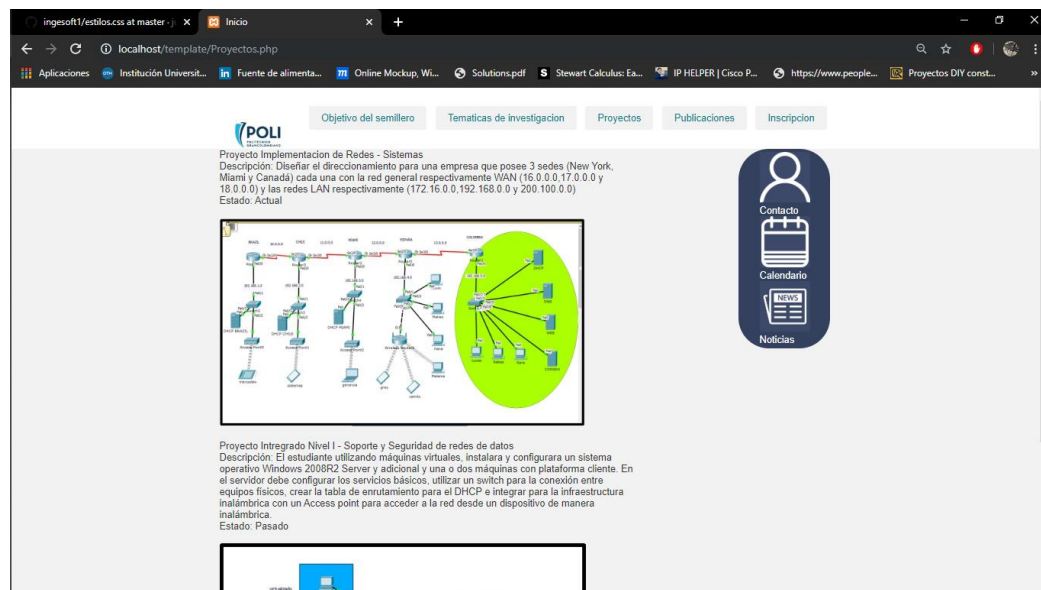 ingesoft1/estilos.css at master · j
Inicio
localhost/template/Proyectos.php
Aplicaciones
Institución Universit...
Fuente de alimenta...
Online Mockup, Wi...
Solutions.pdf
Stewart Calculus: Ea...
IP HELPER | Cisco P...
https://www.people...
Proyectos DIY const...
»
POLI
Objetivo del semillero
Tematicas de investigacion
Proyectos
Publicaciones
Inscripcion
Proyecto Implementacion de Redes - Sistemas
Descripción: Diseñar el direccionamiento para una empresa que posee 3 sedes (New York,
Miami y Canadá) cada una con la red general respectivamente WAN (16.0.0.0,17.0.0.0 y
18.0.0.0) y las redes LAN respectivamente (172.16.0.0,192.168.0.0 y 200.100.0.0)
Estado: Actual
BRAZIL
CHILE
MIAMI
COLOMBIA
DHCP
Proyecto Intregrado Nivel I - Soporte y Seguridad de redes de datos
Descripción: El estudiante utilizando máquinas virtuales, instalara y configurara un sistema
operativo Windows 2008R2 Server y adicional y una o dos máquinas con plataforma cliente. En
el servidor debe configurar los servicios básicos, utilizar un switch para la conexión entre
equipos físicos, crear la tabla de enrutamiento para el DHCP e integrar para la infraestructura
inalámbrica con un Access point para acceder a la red desde un dispositivo de manera
inalámbrica.
Estado: Pasado
Contacto
Calendario
NEWS
Noticias